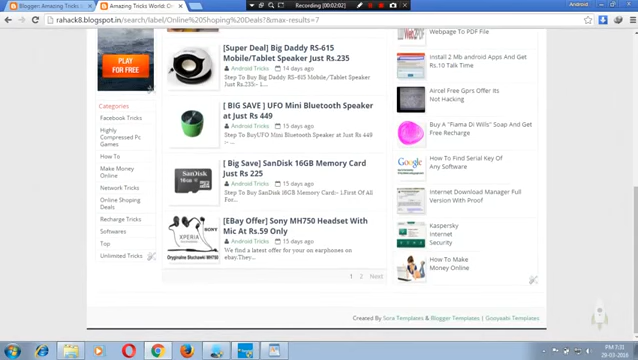 Recording [00:02:02]
Android
Blogger: Amazing Tricks
Amazing Tricks World: C
rahack8.blogspot.in/search/label/Online%20Shoping%20Deals?&max-results=7
PLAY
FOR FREE
Categories
Facebook Tricks
Highly
Compressed Pc
Games
How To
Make Money
Online
Network Tricks
Online Shoping
Deals
Recharge Tricks
Softwares
Top
Unlimited Tricks
[Super Deal] Big Daddy RS-615
Mobile/Tablet Speaker Just Rs.235
Android Tricks 14 days ago
Step To Buy Big Daddy RS-615 Mobile/Tablet Speaker
Just Rs.235:- 1...
[ BIG SAVE ] UFO Mini Bluetooth Speaker
at Just Rs 449
Android Tricks 15 days ago
Step To BuyUFO Mini Bluetooth Speaker at Just Rs 449
:- ...
[ Big Save] SanDisk 16GB Memory Card
Just Rs 225
Android Tricks 15 days ago
Step To Buy SanDisk 16GB Memory Card:- 1.First Of All
For...
SanDisk
[EBay Offer] Sony MH750 Headset With
Mic At Rs.59 Only
Android Tricks 15 days ago
We find a latest offer for your on earphones on
ebay.They...
SONY
XPERIA
1 2 Next
Webpage To PDF File
Install 2 Mb android Apps And Get
Rs.10 Talk Time
Aircel Free Gprs Offer Its
Not Hacking
Buy A "Fiama Di Wills" Soap And Get
Free Recharge
Google
How To Find Serial Key Of
Any Software
Internet Download Manager Full
Version With Proof
Kaspersky
Internet
Security
How To Make
Money Online
Created By Sora Templates & Blogger Templates | Gooyaabi Templates
PM 7:31
29-03-2016